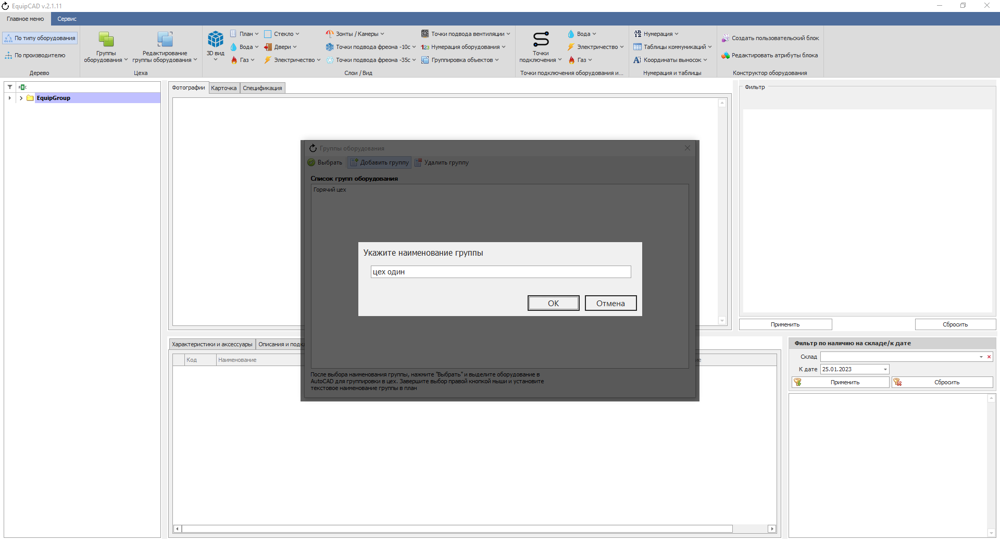 EquipCAD v.2.1.11
Главное меню
Сервис
По типу оборудования
По производителю
Дерево
Группы
оборудования
Редактирование
группы оборудования
Цеха
3D вид
План
Вода
Газ
Стекло
Двери
Электричество
Зонты / Камеры
Точки подвода фреона -10с
Точки подвода фреона -35с
Точки подвода вентиляции
123 Нумерация оборудования
Группировка объектов
Слои / Вид
Точки
подключения
Вода
Электричество
Газ
Точки подключения оборудования и...
AB
12
Нумерация
Таблицы коммуникаций
Координаты выносок
Нумерация и таблицы
Создать пользовательский блок
Редактировать атрибуты блока
Конструктор оборудования
EquipGroup
Фотографии
Карточка
Спецификация
Фильтр
Группы оборудования
Выбрать
Добавить группу
Удалить группу
Список групп оборудования
Горячий цех
Укажите наименование группы
цех один
ОК
Отмена
После выбора наименования группы, нажмите "Выбрать" и выделите оборудование в
AutoCAD для группировки в цех. Завершите выбор правой кнопкой мыши и установите
текстовое наименование группы в план
Применить
Сбросить
Характеристики и аксессуары
Описания и подк
Код
Наименование
ие
Фильтр по наличию на складе/к дате
Склад
К дате
25.01.2023
Применить
Сбросить